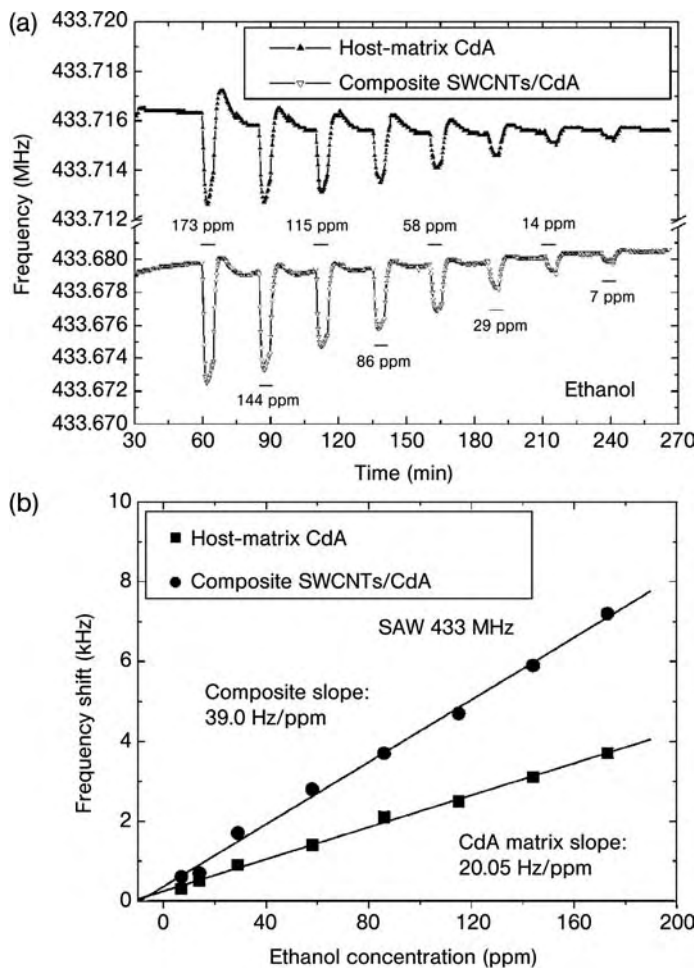 (a)
433.720
433.716
433.714
433.712
433.680
433.678
433.676
433.674
433.672
433.670
Frequency (MHz)
Host-matrix CdA
Composite SWCNTs/CdA
173 ppm
115 ppm
58 ppm
14 ppm
144 ppm
86 ppm
29 ppm
7 ppm
Ethanol
30 60 90 120 150 180 210 240 270
Time (min)
(b)
10
8
6
4
2
0
Frequency shift (kHz)
Host-matrix CdA
Composite SWCNTs/CdA
SAW 433 MHz
Composite slope:
39.0 Hz/ppm
CdA matrix slope:
20.05 Hz/ppm
0 40 80 120 160 200
Ethanol concentration (ppm)